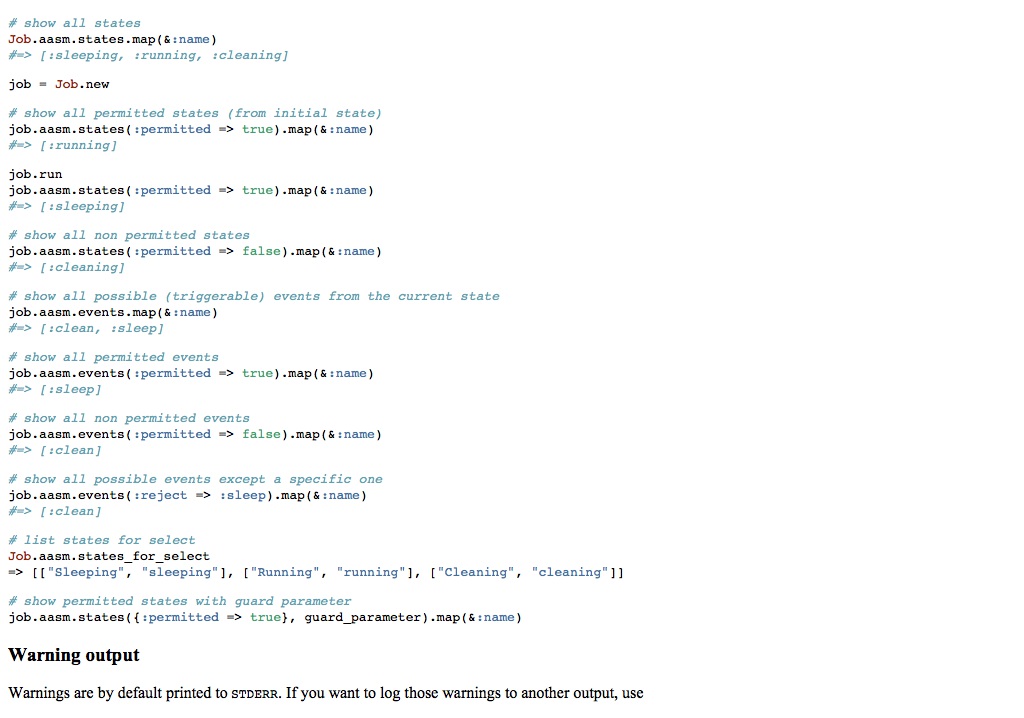 # show all states
Job.aasm.states.map(&:name)
#=> [:sleeping, :running, :cleaning]
job = Job.new
# show all permitted states (from initial state)
job.aasm.states(:permitted => true).map(&:name)
#=> [:running]
job.run
job.aasm.states(:permitted => true).map(&:name)
#=> [:sleeping]
# show all non permitted states
job.aasm.states(:permitted => false).map(&:name)
#=> [:cleaning]
# show all possible (triggerable) events from the current state
job.aasm.events.map(&:name)
#=> [:clean, :sleep]
# show all permitted events
job.aasm.events(:permitted => true).map(&:name)
#=> [:sleep]
# show all non permitted events
job.aasm.events(:permitted => false).map(&:name)
#=> [:clean]
# show all possible events except a specific one
job.aasm.events(:reject => :sleep).map(&:name)
#=> [:clean]
# list states for select
Job.aasm.states_for_select
=> [["Sleeping", "sleeping"], ["Running", "running"], ["Cleaning", "cleaning"]]
# show permitted states with guard parameter
job.aasm.states({:permitted => true}, guard_parameter).map(&:name)
Warning output
Warnings are by default printed to STDERR. If you want to log those warnings to another output, use